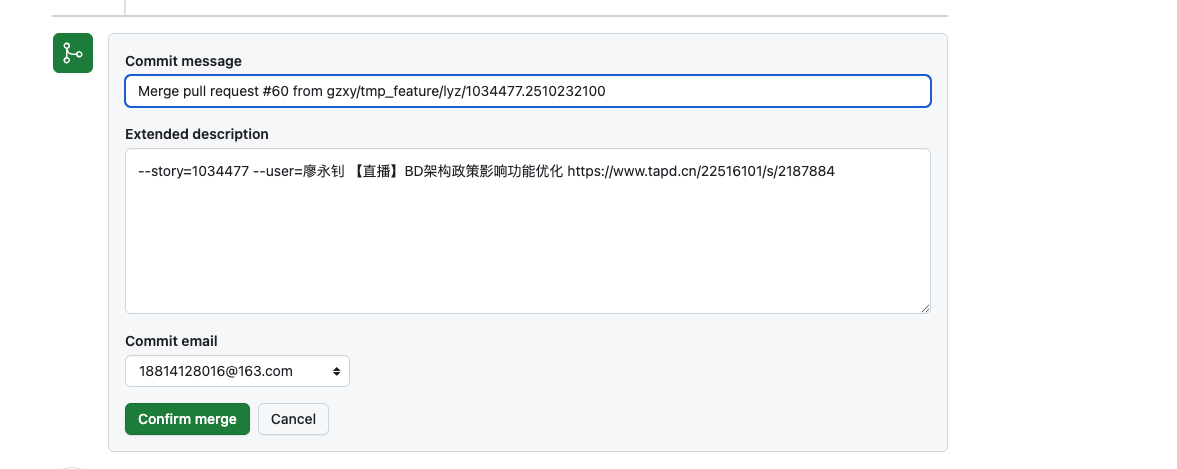 Commit message
Merge pull request #60 from gzxy/tmp_feature/lyz/1034477.2510232100
Extended description
--story=1034477 --user=廖永钊 【直播】BD架构政策影响功能优化 https://www.tapd.cn/22516101/s/2187884
Commit email
18814128016@163.com
Confirm merge
Cancel